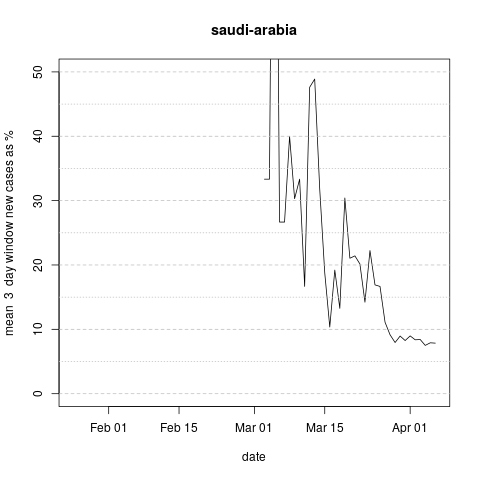 saudi-arabia
mean 3 day window new cases as %
50
40
30
20
10
0
Feb 01
Feb 15
Mar 01
Mar 15
Apr 01
date